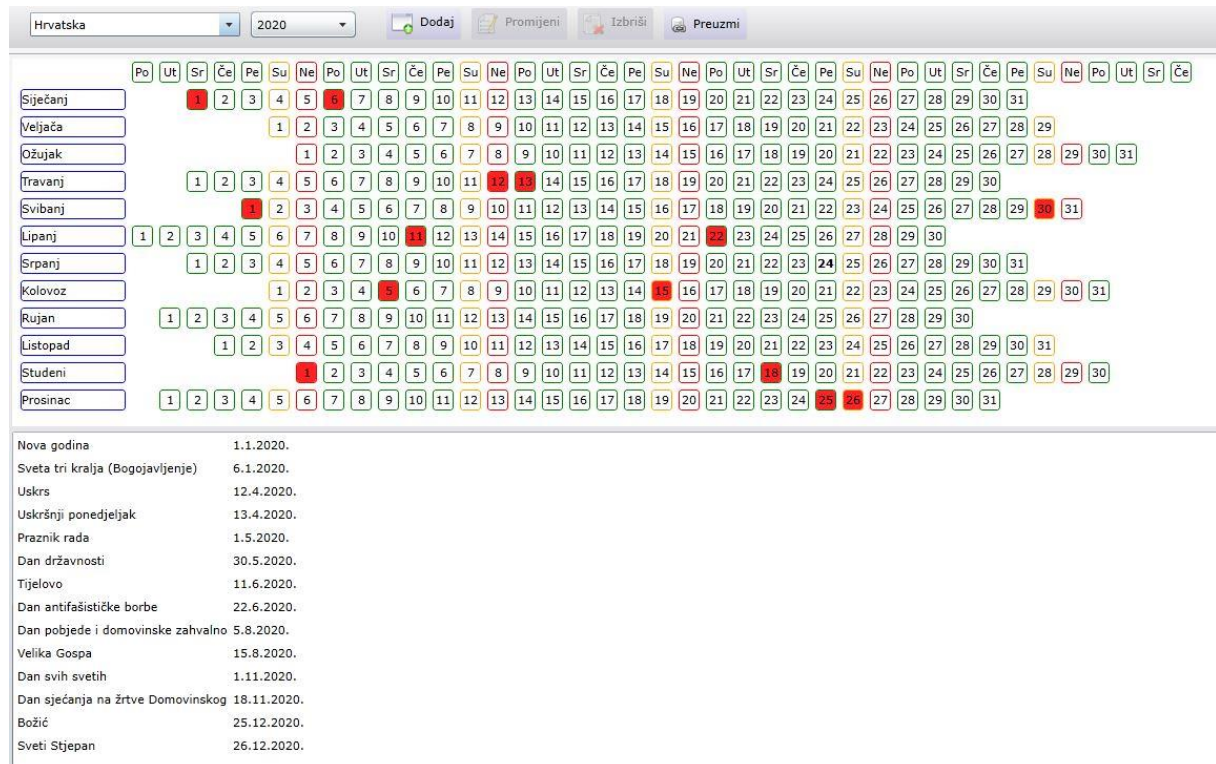 Hrvatska 2020 Dodaj Promijeni Izbriši Preuzmi
Po Ut Sr Če Pe Su Ne Po Ut Sr Če Pe Su Ne Po Ut Sr Če Pe Su Ne Po Ut Sr Če Pe Su Ne Po Ut Sr Če Pe Su Ne Po Ut Sr Če
Siječanj 1 2 3 4 5 6 7 8 9 10 11 12 13 14 15 16 17 18 19 20 21 22 23 24 25 26 27 28 29 30 31
Veljača 1 2 3 4 5 6 7 8 9 10 11 12 13 14 15 16 17 18 19 20 21 22 23 24 25 26 27 28 29
Ožujak 1 2 3 4 5 6 7 8 9 10 11 12 13 14 15 16 17 18 19 20 21 22 23 24 25 26 27 28 29 30 31
Travanj 1 2 3 4 5 6 7 8 9 10 11 12 13 14 15 16 17 18 19 20 21 22 23 24 25 26 27 28 29 30
Svibanj 1 2 3 4 5 6 7 8 9 10 11 12 13 14 15 16 17 18 19 20 21 22 23 24 25 26 27 28 29 30 31
Lipanj 1 2 3 4 5 6 7 8 9 10 11 12 13 14 15 16 17 18 19 20 21 22 23 24 25 26 27 28 29 30
Srpanj 1 2 3 4 5 6 7 8 9 10 11 12 13 14 15 16 17 18 19 20 21 22 23 24 25 26 27 28 29 30 31
Kolovoz 1 2 3 4 5 6 7 8 9 10 11 12 13 14 15 16 17 18 19 20 21 22 23 24 25 26 27 28 29 30 31
Rujan 1 2 3 4 5 6 7 8 9 10 11 12 13 14 15 16 17 18 19 20 21 22 23 24 25 26 27 28 29 30
Listopad 1 2 3 4 5 6 7 8 9 10 11 12 13 14 15 16 17 18 19 20 21 22 23 24 25 26 27 28 29 30 31
Studeni 1 2 3 4 5 6 7 8 9 10 11 12 13 14 15 16 17 18 19 20 21 22 23 24 25 26 27 28 29 30
Prosinac 1 2 3 4 5 6 7 8 9 10 11 12 13 14 15 16 17 18 19 20 21 22 23 24 25 26 27 28 29 30 31
Nova godina 1.1.2020.
Sveta tri kralja (Bogojavljenje) 6.1.2020.
Uskrs 12.4.2020.
Uskršnji ponedjeljak 13.4.2020.
Praznik rada 1.5.2020.
Dan državnosti 30.5.2020.
Tijelovo 11.6.2020.
Dan antifašističke borbe 22.6.2020.
Dan pobjede i domovinske zahvalno 5.8.2020.
Velika Gospa 15.8.2020.
Dan svih svetih 1.11.2020.
Dan sjećanja na žrtve Domovinskog 18.11.2020.
Božić 25.12.2020.
Sveti Stjepan 26.12.2020.